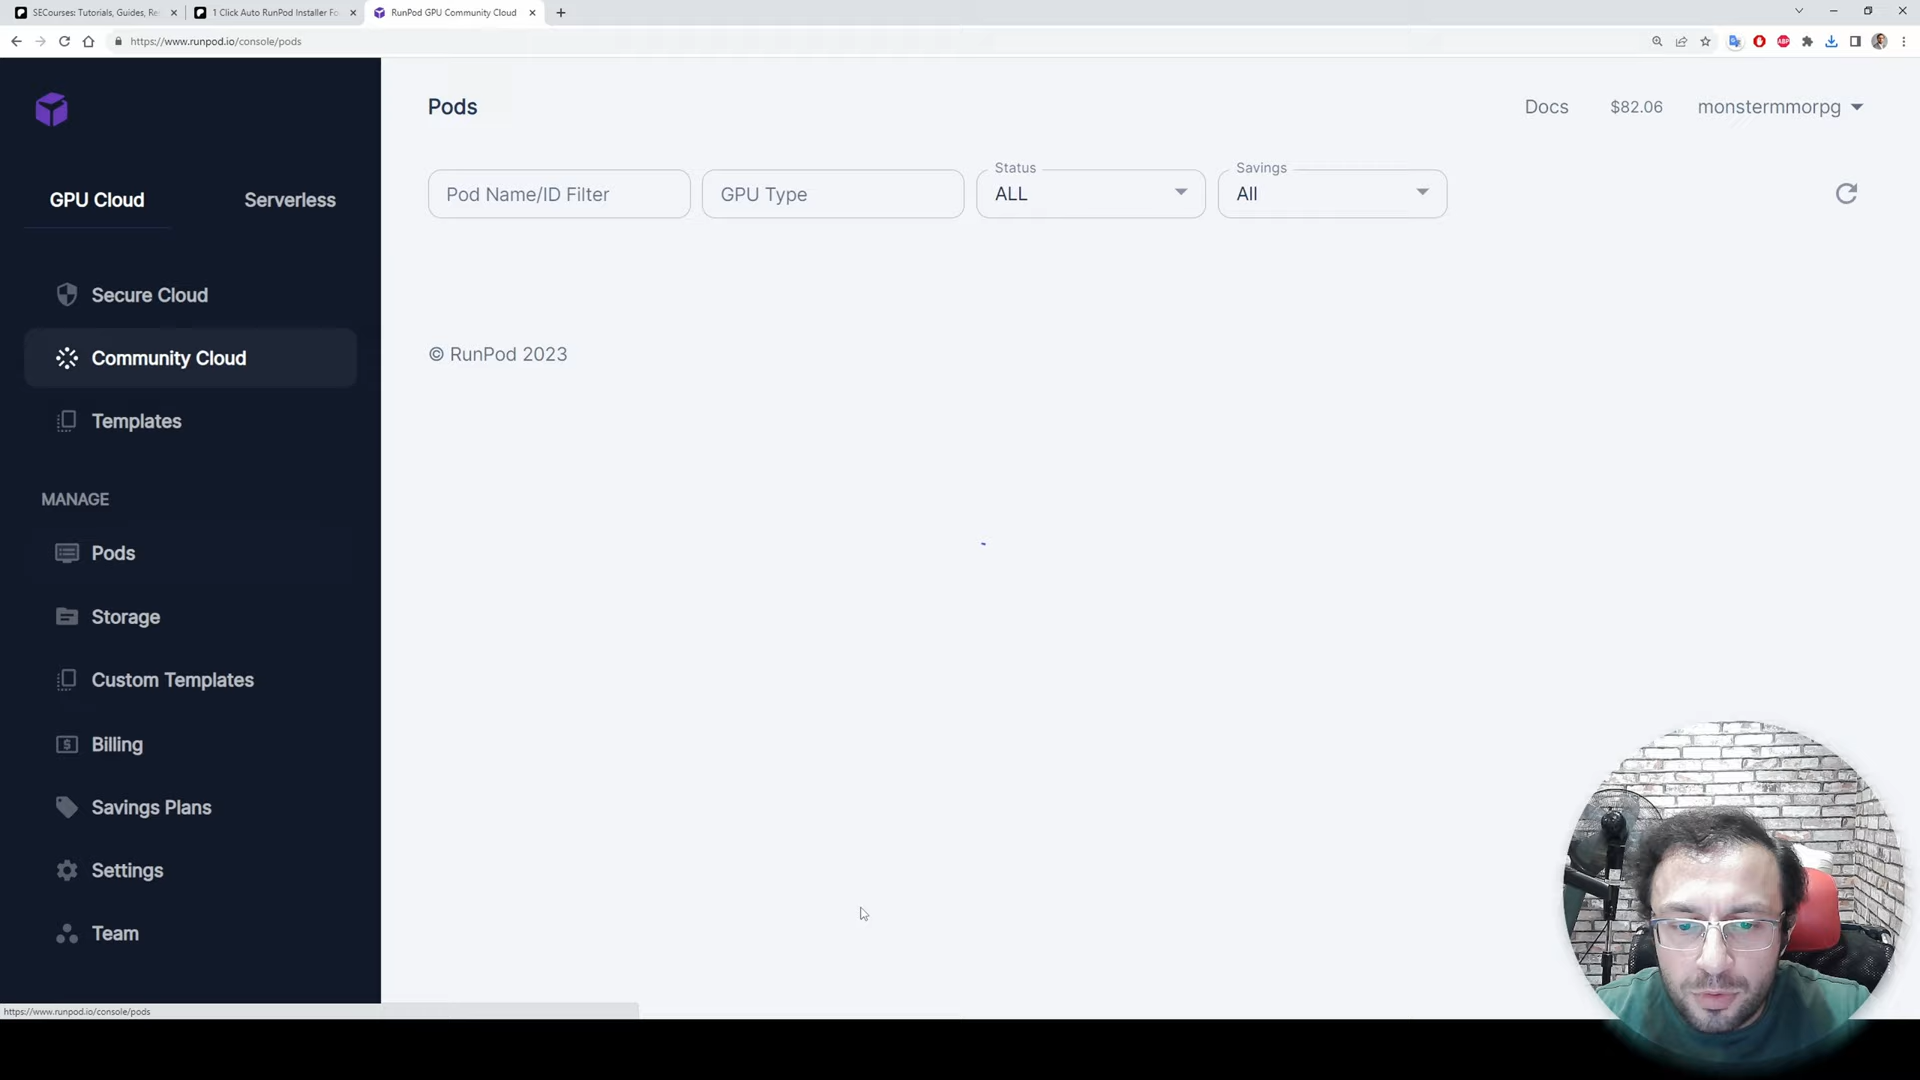 SECourses: Tutorials, Guides, Re
1 Click Auto RunPod Installer Fo
RunPod GPU Community Cloud
https://www.runpod.io/console/pods
ABP
Pods
Docs
$82.06
monstermmorpg
GPU Cloud
Serverless
Pod Name/ID Filter
GPU Type
Status
ALL
Savings
All
Secure Cloud
Community Cloud
Templates
© RunPod 2023
MANAGE
Pods
Storage
Custom Templates
Billing
Savings Plans
Settings
Team
https://www.runpod.io/console/pods